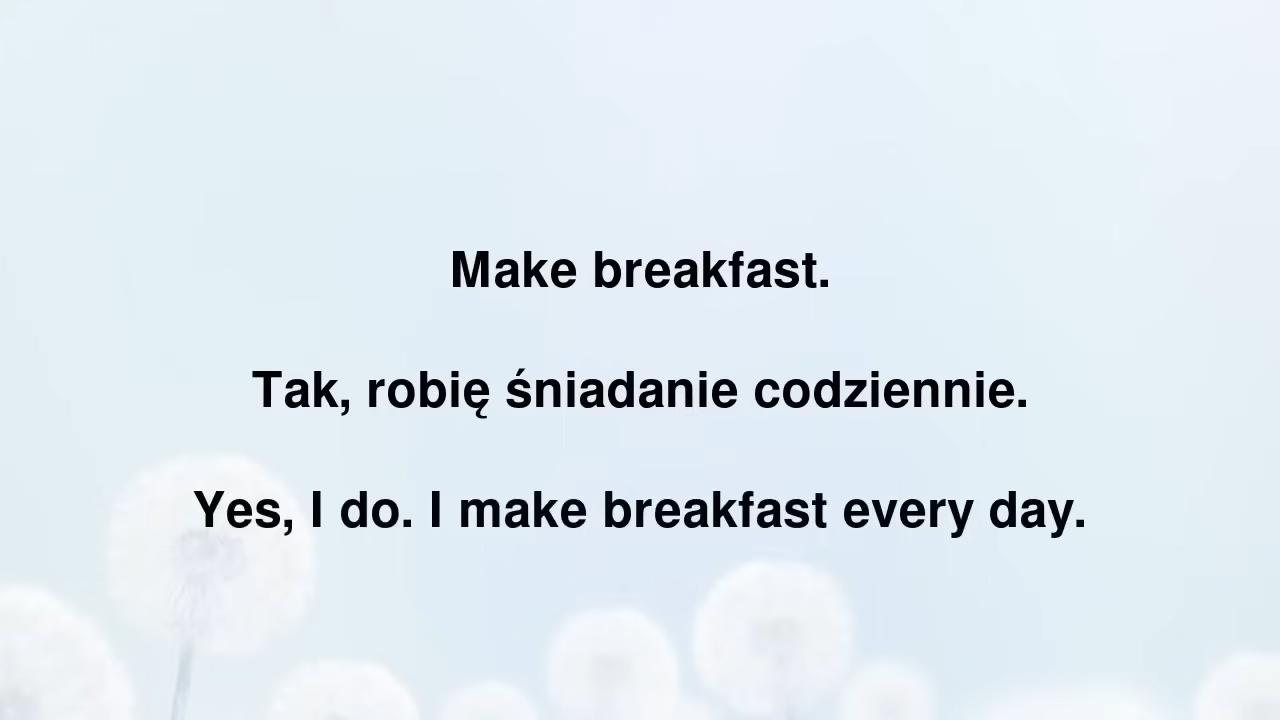 Make breakfast.
Tak, robię śniadanie codziennie.
Yes, I do. I make breakfast every day.